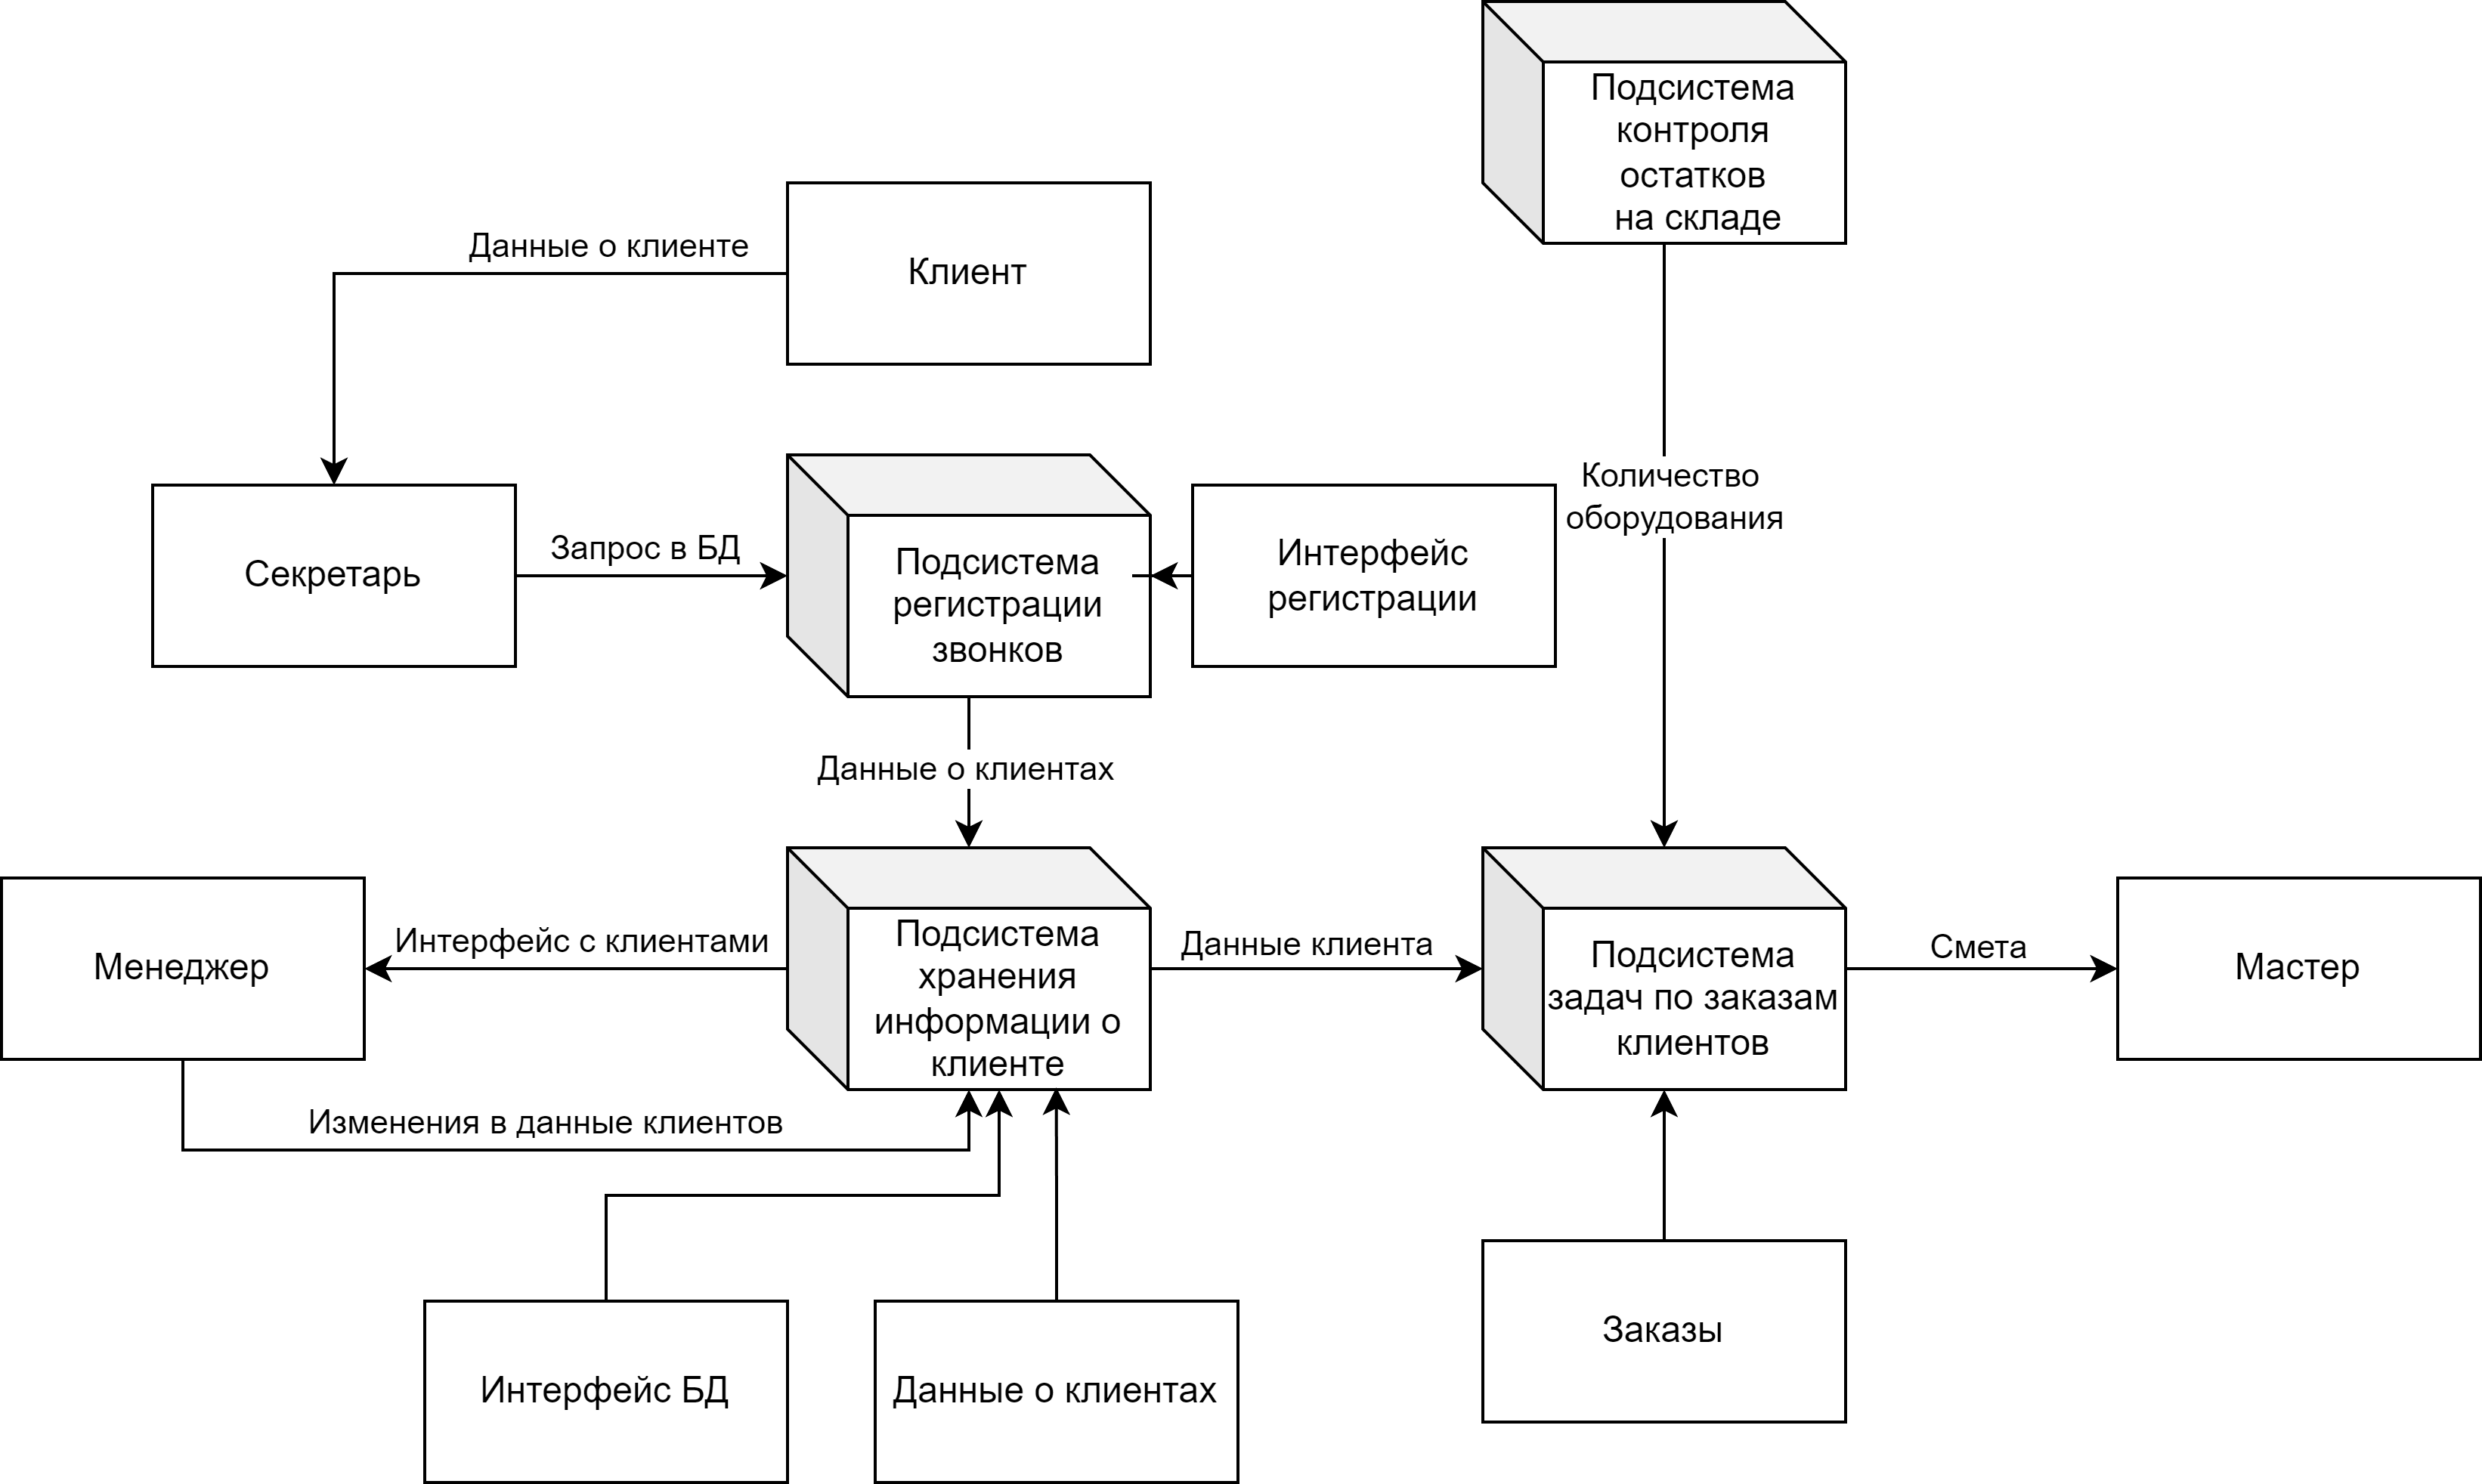 Подсистема
контроля
остатков
на складе
Данные о клиенте
Клиент
Количество
оборудования
Секретарь
Запрос в БД
Подсистема
регистрации
звонков
Интерфейс
регистрации
Данные о клиентах
Менеджер
Интерфейс с клиентами
Подсистема
хранения
информации о
клиенте
Данные клиента
Подсистема
задач по заказам
клиентов
Смета
Мастер
Изменения в данные клиентов
Интерфейс БД
Данные о клиентах
Заказы